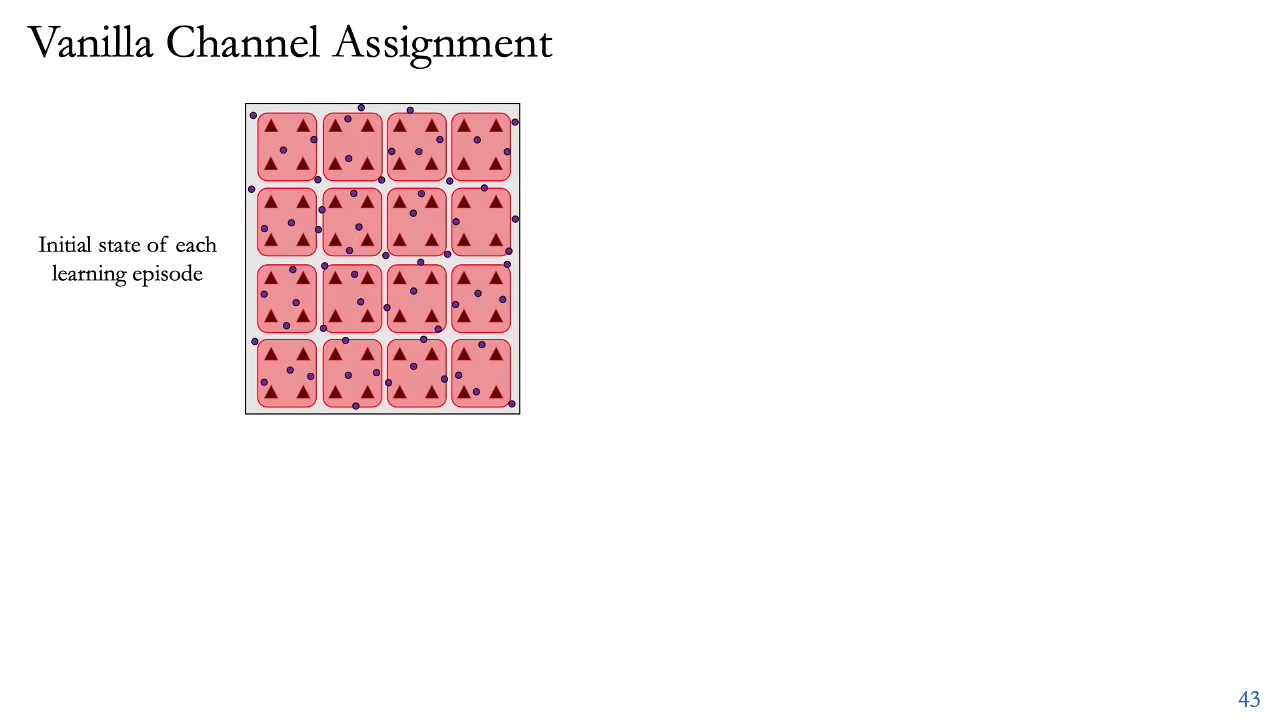 Vanilla Channel Assignment
Initial state of each
learning episode
43